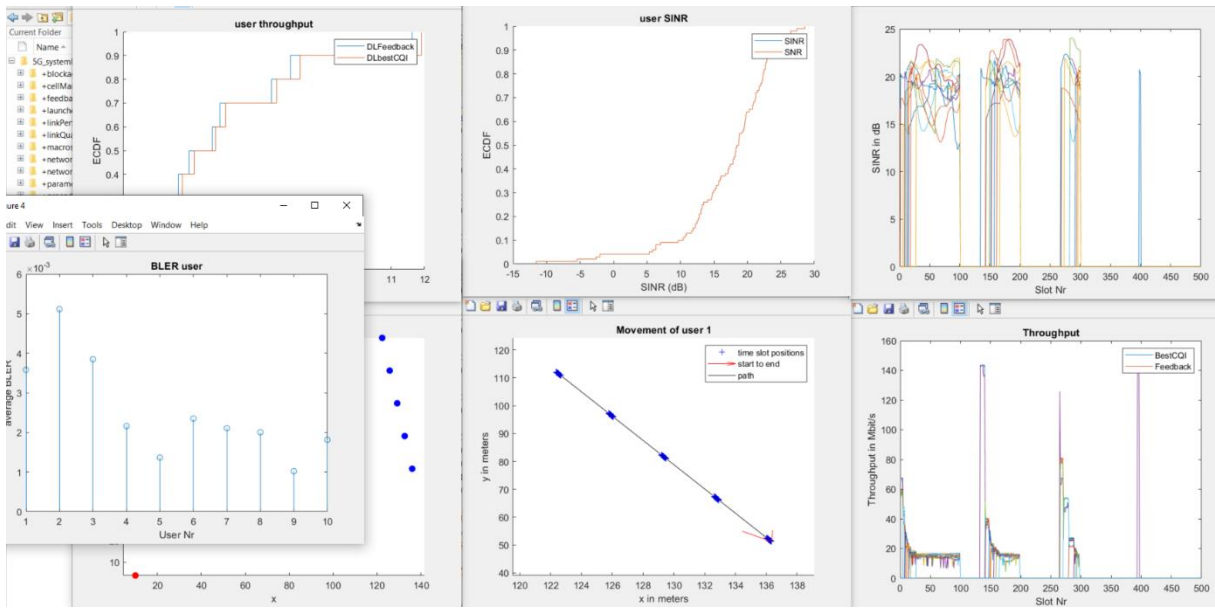 Current Folder
Name
5G_systeml
+blocka
+cellMa
+feedba
+launche
+linkPer
+linkQua
+macros
+networ
+networ
+parame
user throughput
DLFeedback
DLbestCQI
ECDF
1
0.9
0.8
0.7
0.6
0.5
0.4
11
12
user SINR
SINR
SNR
ECDF
1
0.9
0.8
0.7
0.6
0.5
0.4
0.3
0.2
0.1
0
-15
-10
-5
0
5
10
15
20
25
30
SINR (dB)
SINR in dB
25
20
15
10
5
0
0
50
100
150
200
250
300
350
400
450
500
Slot Nr
ure 4
dit View Insert Tools Desktop Window Help
BLER user
×10-3
average BLER
6
5
4
3
2
1
0
1
2
3
4
5
6
7
8
9
10
User Nr
10
20
40
60
80
100
120
140
x
Movement of user 1
time slot positions
start to end
path
y in meters
120
110
100
90
80
70
60
50
40
120
122
124
126
128
130
132
134
136
138
x in meters
Throughput
BestCQI
Feedback
Throughput in Mbit/s
160
140
120
100
80
60
40
20
0
0
50
100
150
200
250
300
350
400
450
500
Slot Nr